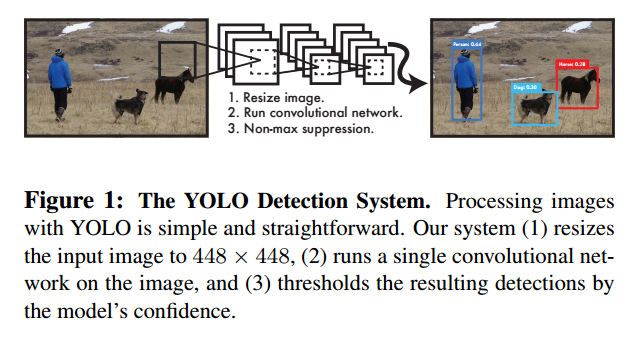 Person: 0.64
Horse: 0.28
Dog: 0.30
1. Resize image.
2. Run convolutional network.
3. Non-max suppression.
Figure 1: The YOLO Detection System. Processing images
with YOLO is simple and straightforward. Our system (1) resizes
the input image to 448 × 448, (2) runs a single convolutional net-
work on the image, and (3) thresholds the resulting detections by
the model’s confidence.